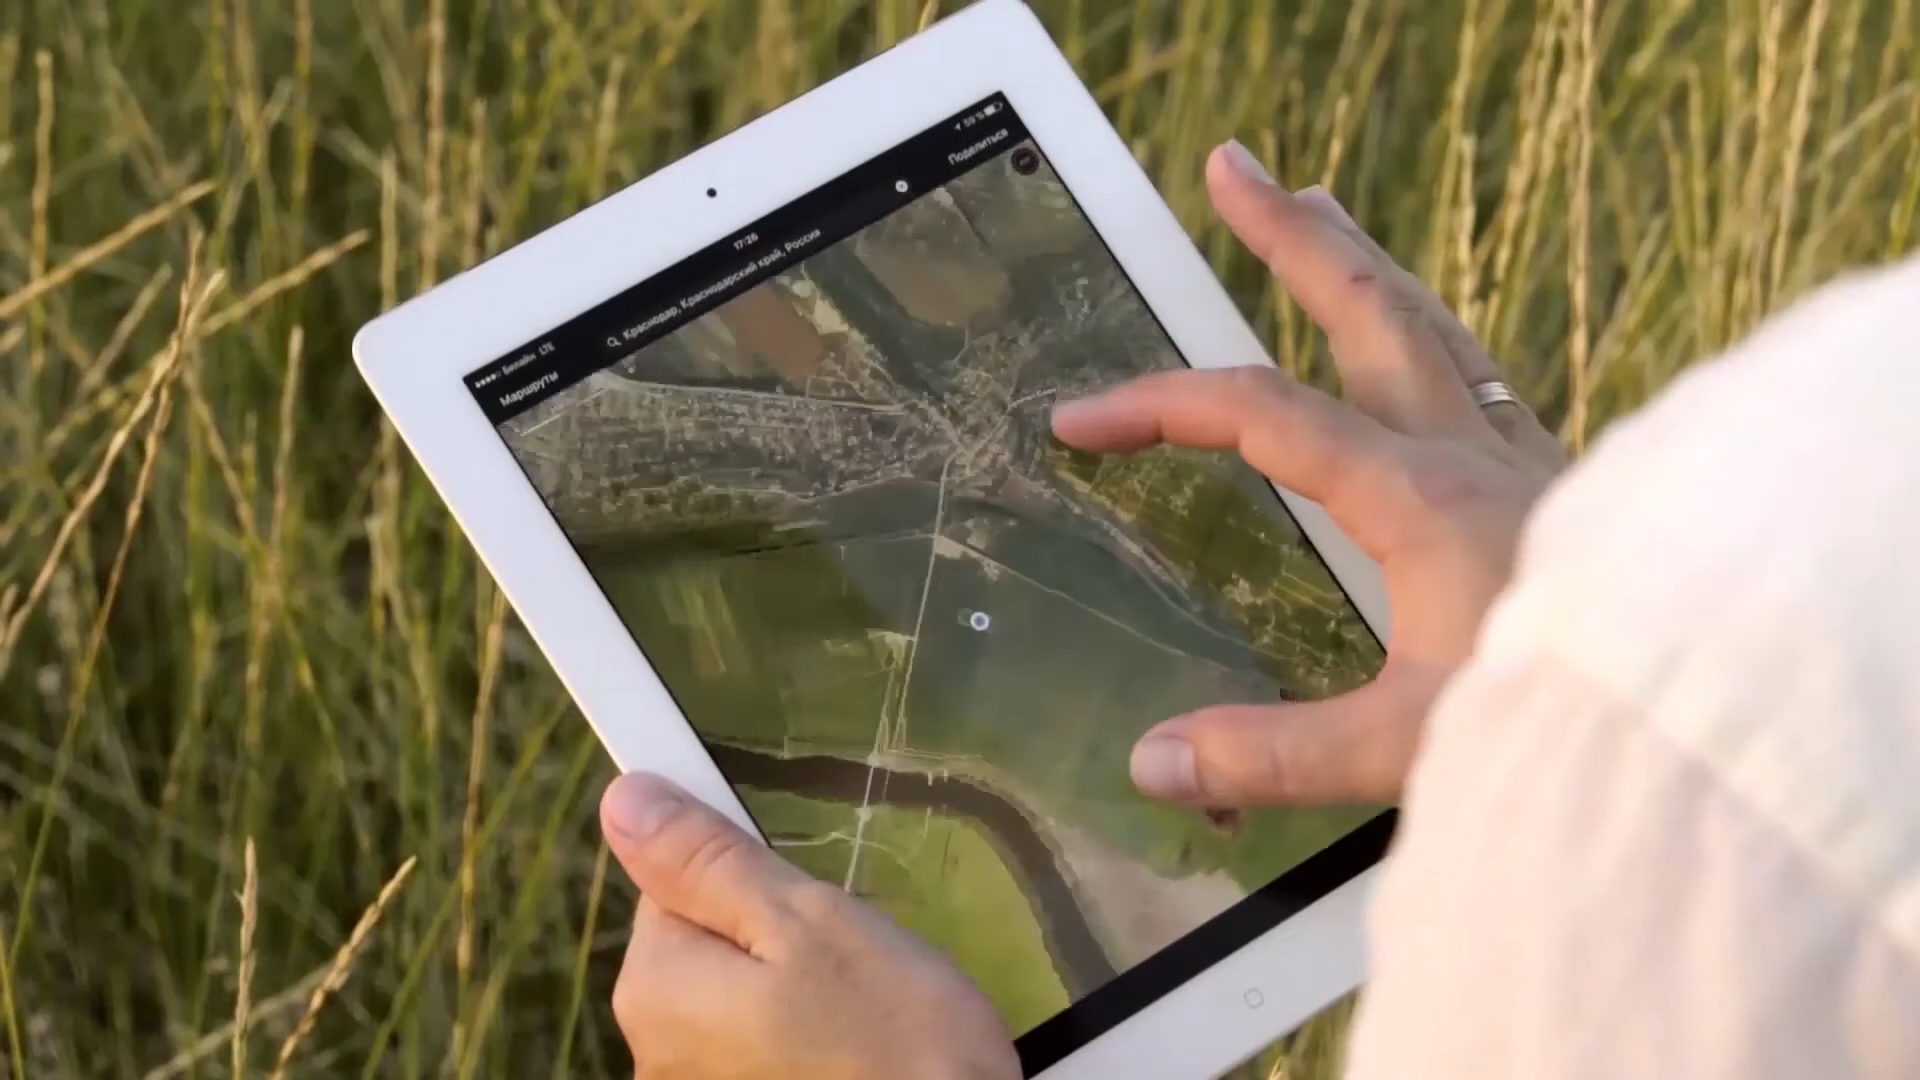 Билайн LTE
17:26
59 %
Маршруты
Краснодар, Краснодарский край, Россия
Поделиться